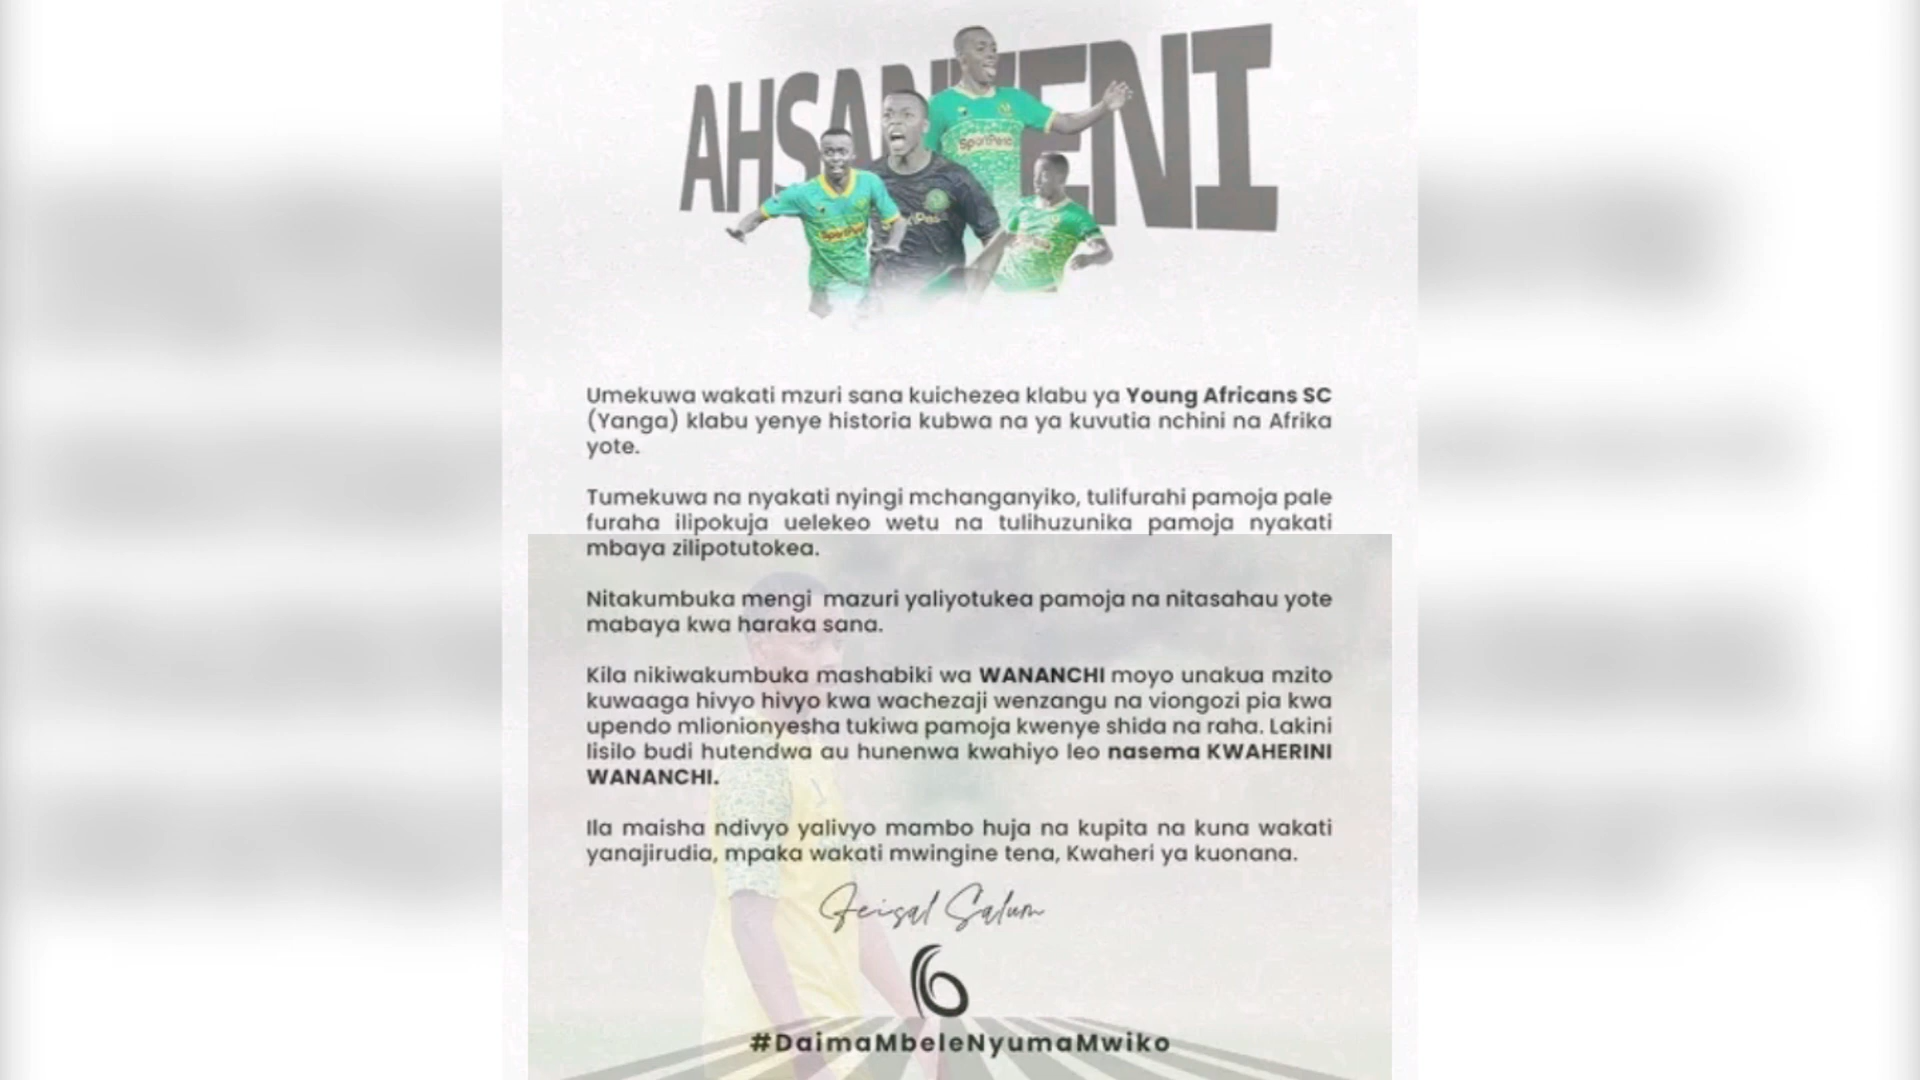 AHSANTENI
SportPesa
Umekuwa wakati mzuri sana kuichezea klabu ya Young Africans SC
(Yanga) klabu yenye historia kubwa na ya kuvutia nchini na Afrika
yote.
Tumekuwa na nyakati nyingi mchanganyiko, tulifurahi pamoja pale
furaha ilipokuja uelekeo wetu na tulihuzunika pamoja nyakati
mbaya zilipotutokea.
Nitakumbuka mengi mazuri yaliyotukea pamoja na nitasahau yote
mabaya kwa haraka sana.
Kila nikiwakumbuka mashabiki wa WANANCHI moyo unakua mzito
kuwaaga hivyo hivyo kwa wachezaji wenzangu na viongozi pia kwa
upendo mlionionyesha tukiwa pamoja kwenye shida na raha. Lakini
lisilo budi hutendwa au hunenwa kwahiyo leo nasema KWAHERINI
WANANCHI.
Ila maisha ndivyo yalivyo mambo huja na kupita na kuna wakati
yanajirudia, mpaka wakati mwingine tena, Kwaheri ya kuonana.
Feisal Salum
6
#DaimaMbeleNyumaMwiko